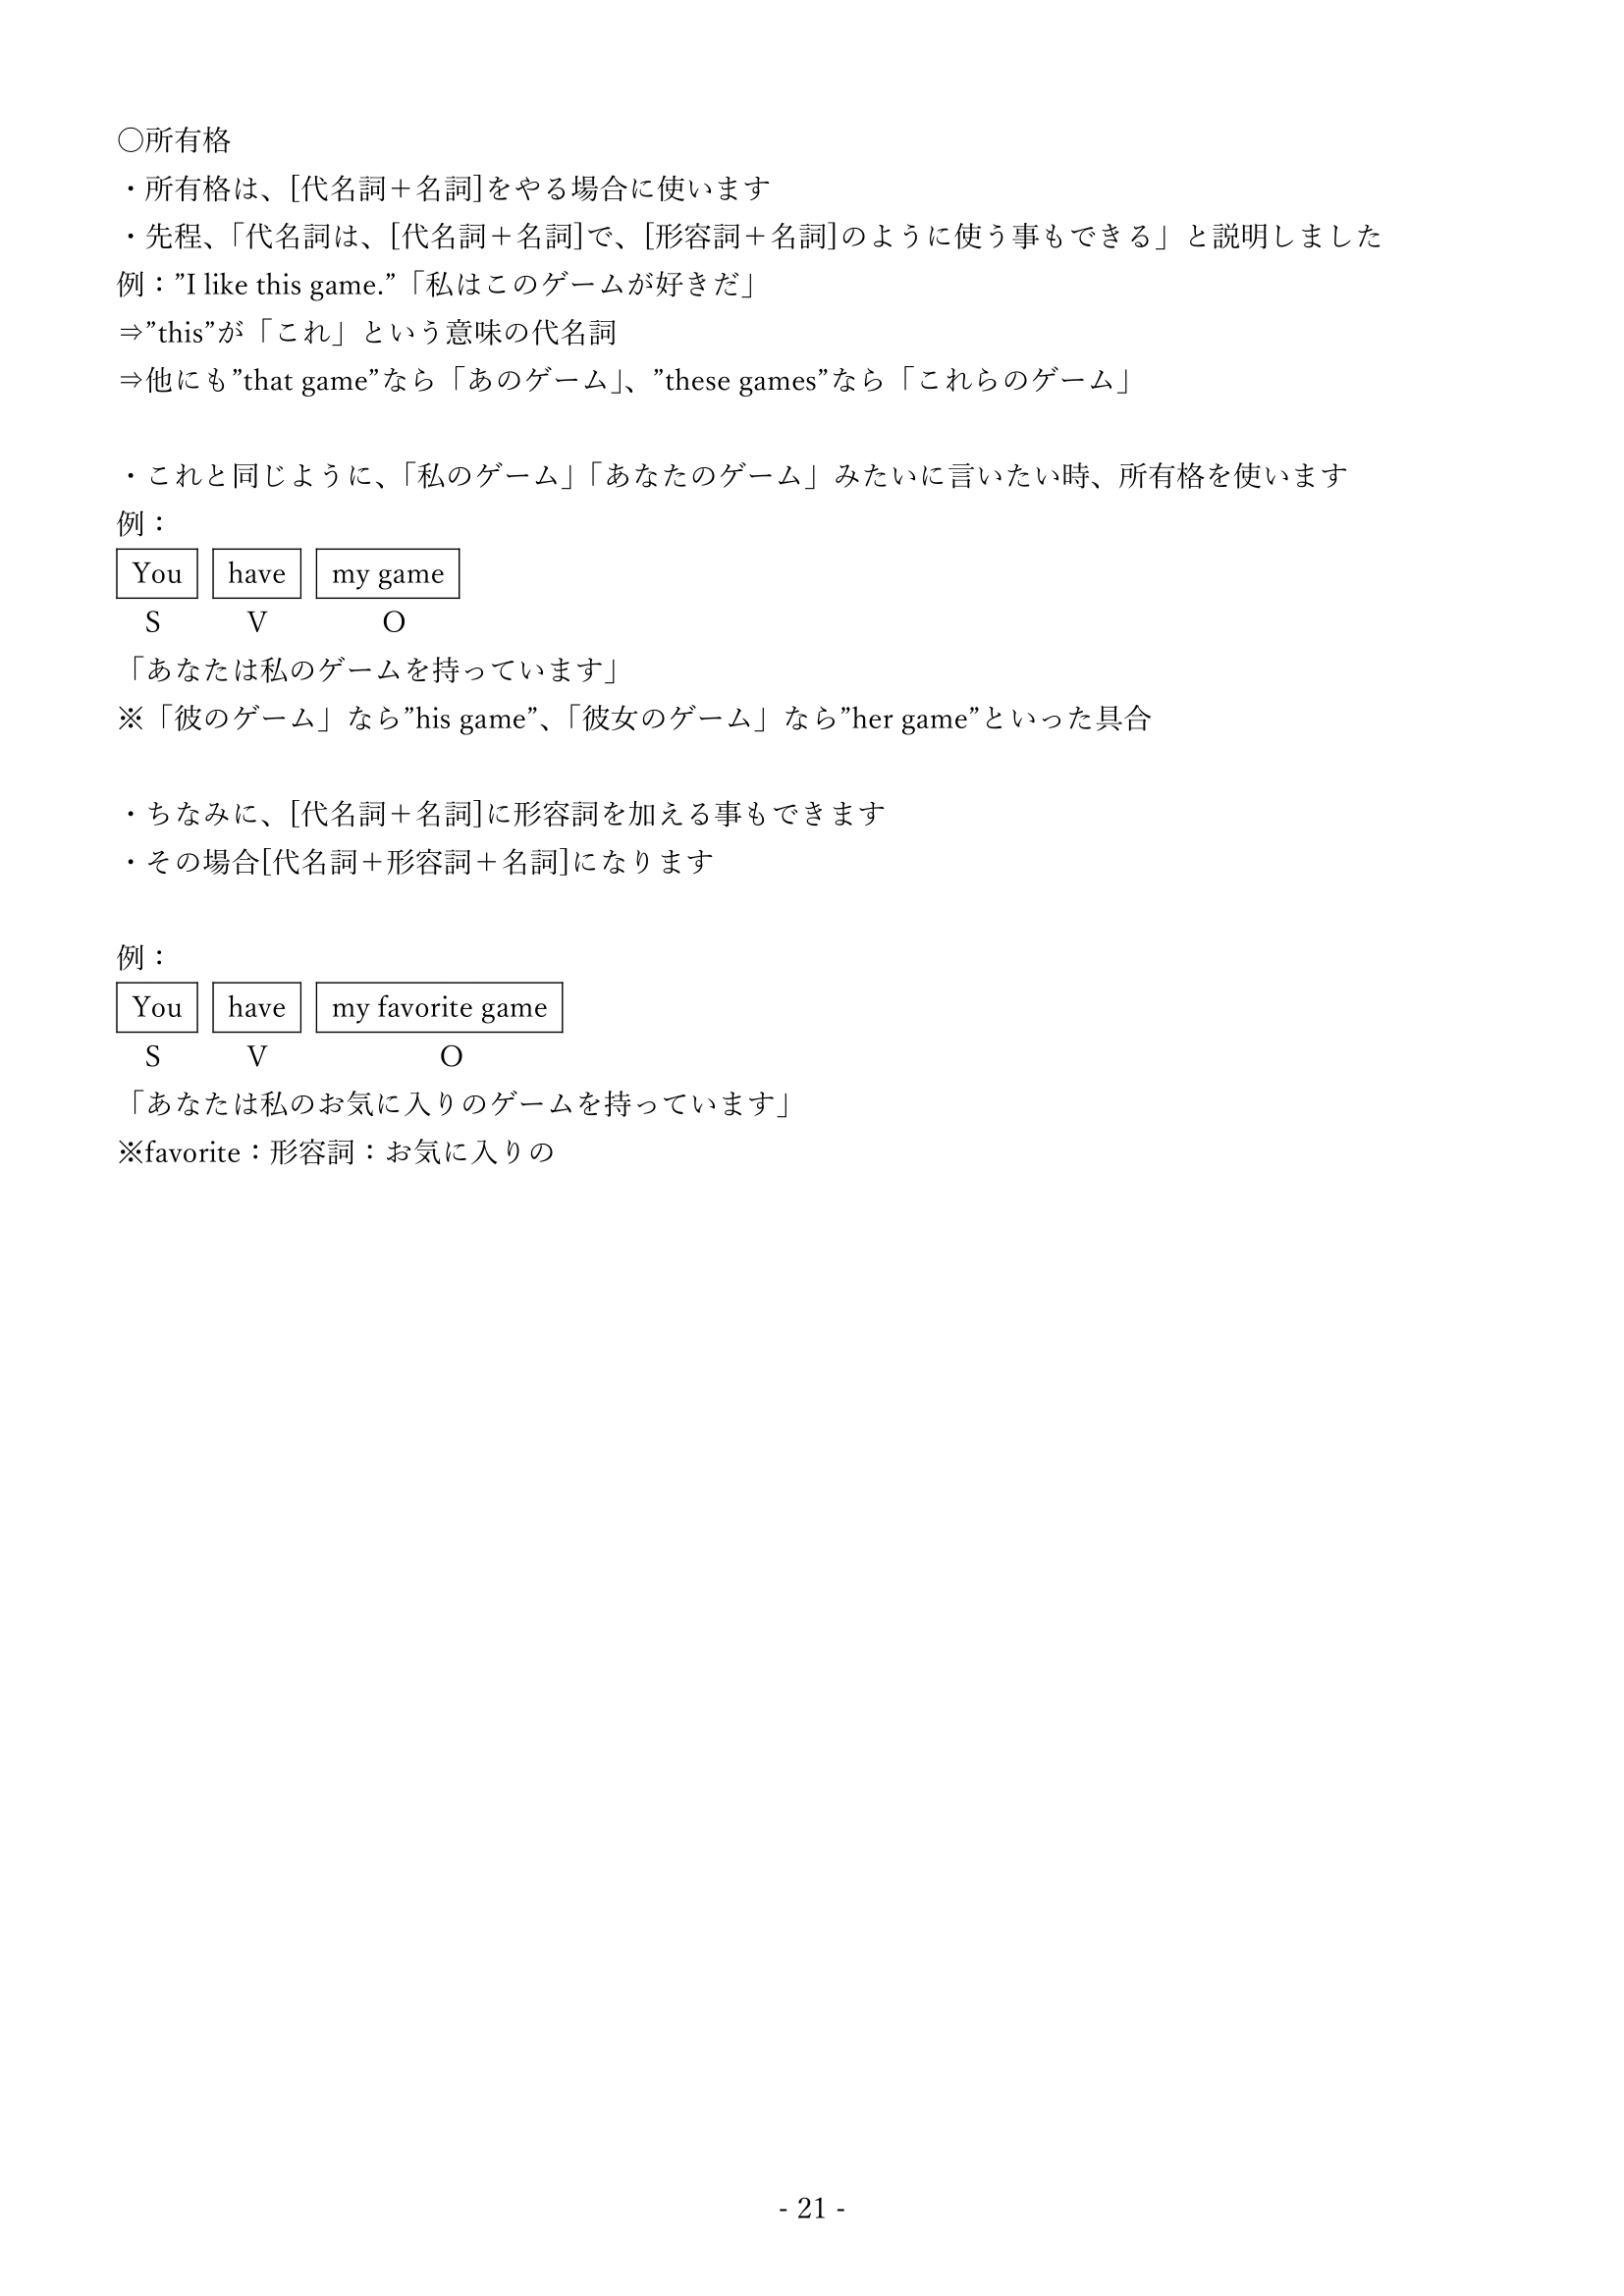 〇所有格
・所有格は、[代名詞＋名詞]をやる場合に使います
・先程、「代名詞は、[代名詞＋名詞]で、[形容詞＋名詞]のように使う事もできる」と説明しました
例：”I like this game.”「私はこのゲームが好きだ」
⇒”this”が「これ」という意味の代名詞
⇒他にも”that game”なら「あのゲーム」、”these games”なら「これらのゲーム」
・これと同じように、「私のゲーム」「あなたのゲーム」みたいに言いたい時、所有格を使います
例：
You have my game
S V O
「あなたは私のゲームを持っています」
※「彼のゲーム」なら”his game”、「彼女のゲーム」なら”her game”といった具合
・ちなみに、[代名詞＋名詞]に形容詞を加える事もできます
・その場合[代名詞＋形容詞＋名詞]になります
例：
You have my favorite game
S V O
「あなたは私のお気に入りのゲームを持っています」
※favorite：形容詞：お気に入りの
- 21 -